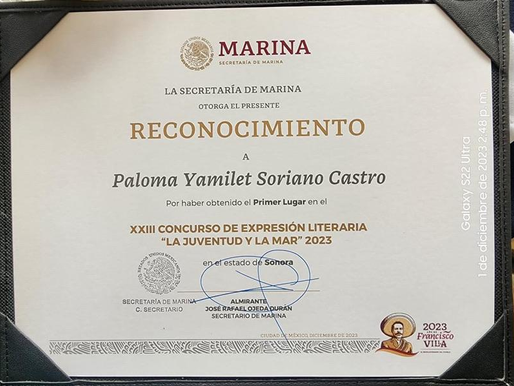 MARINA
SECRETARÍA DE MARINA
LA SECRETARÍA DE MARINA
OTORGA EL PRESENTE
RECONOCIMIENTO
A
Paloma Yamilet Soriano Castro
Por haber obtenido el Primer Lugar en el
XXIII CONCURSO DE EXPRESIÓN LITERARIA
“LA JUVENTUD Y LA MAR” 2023
en el estado de Sonora
SECRETARÍA DE MARINA
C. SECRETARIO
ALMIRANTE
JOSÉ RAFAEL OJEDA DURÁN
SECRETARIO DE MARINA
CIUDAD DE MÉXICO, DICIEMBRE DE 2023
2023
Francisco
VILLA
Galaxy S22 Ultra
1 de diciembre de 2023 2:48 p. m.